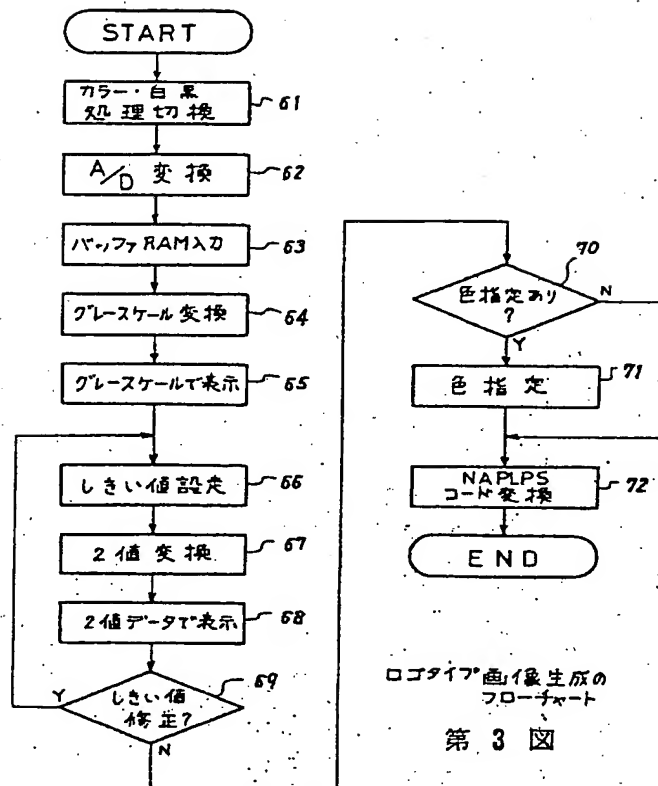 START
カラー・白黒
処理切換
61
A/D 変換
62
バッファRAM入力
63
グレースケール変換
64
グレースケールで表示
65
しきい値設定
66
2値変換
67
2値データで表示
68
しきい値
修正?
69
Y
N
色指定あり
?
70
N
Y
色指定
71
NAPLPS
コード変換
72
END
ロゴタイプ画像生成の
フローチャート
第 3 図